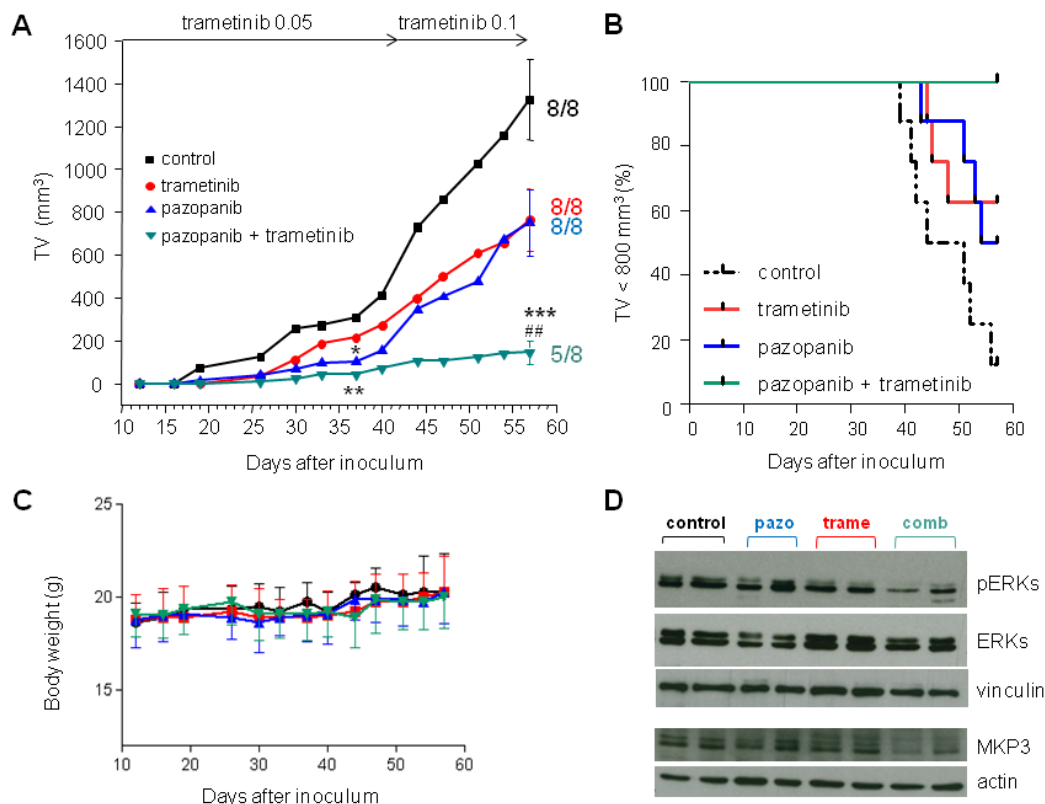 A
trametinib 0.05 trametinib 0.1
1600
1400
1200
1000
800
600
400
200
0
TV (mm³)
control
trametinib
pazopanib
pazopanib + trametinib
8/8
8/8
8/8
***
##
5/8
*
**
10 15 20 25 30 35 40 45 50 55 60
Days after inoculum
B
100
80
60
40
20
0
TV < 800 mm³ (%)
control
trametinib
pazopanib
pazopanib + trametinib
0 10 20 30 40 50 60
Days after inoculum
C
25
20
15
Body weight (g)
10 20 30 40 50 60
Days after inoculum
D
control pazo trame comb
pERKs
ERKs
vinculin
MKP3
actin